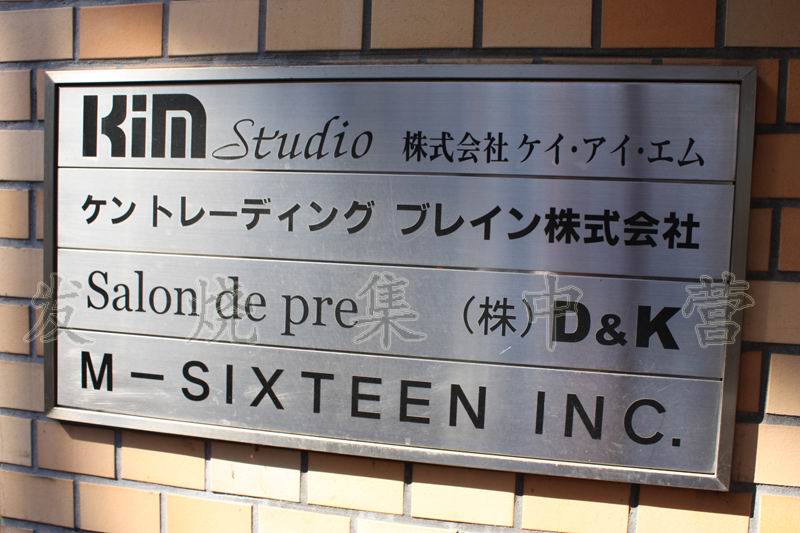 Kim Studio 株式会社ケイ・アイ・エム
ケン トレーディング ブレイン株式会社
Salon de pre （株）D&K
M－SIXTEEN INC.
发烧集中营